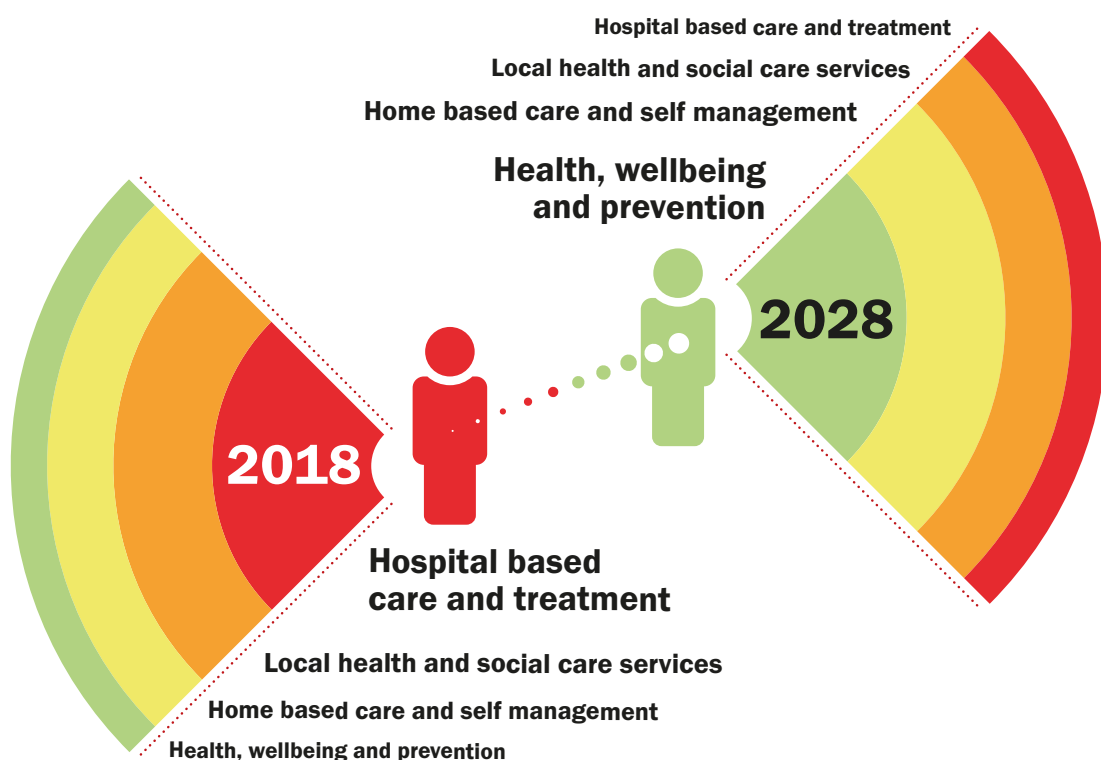 Hospital based care and treatment
Local health and social care services
Home based care and self management
Health, wellbeing
and prevention
2028
2018
Hospital based
care and treatment
Local health and social care services
Home based care and self management
Health, wellbeing and prevention